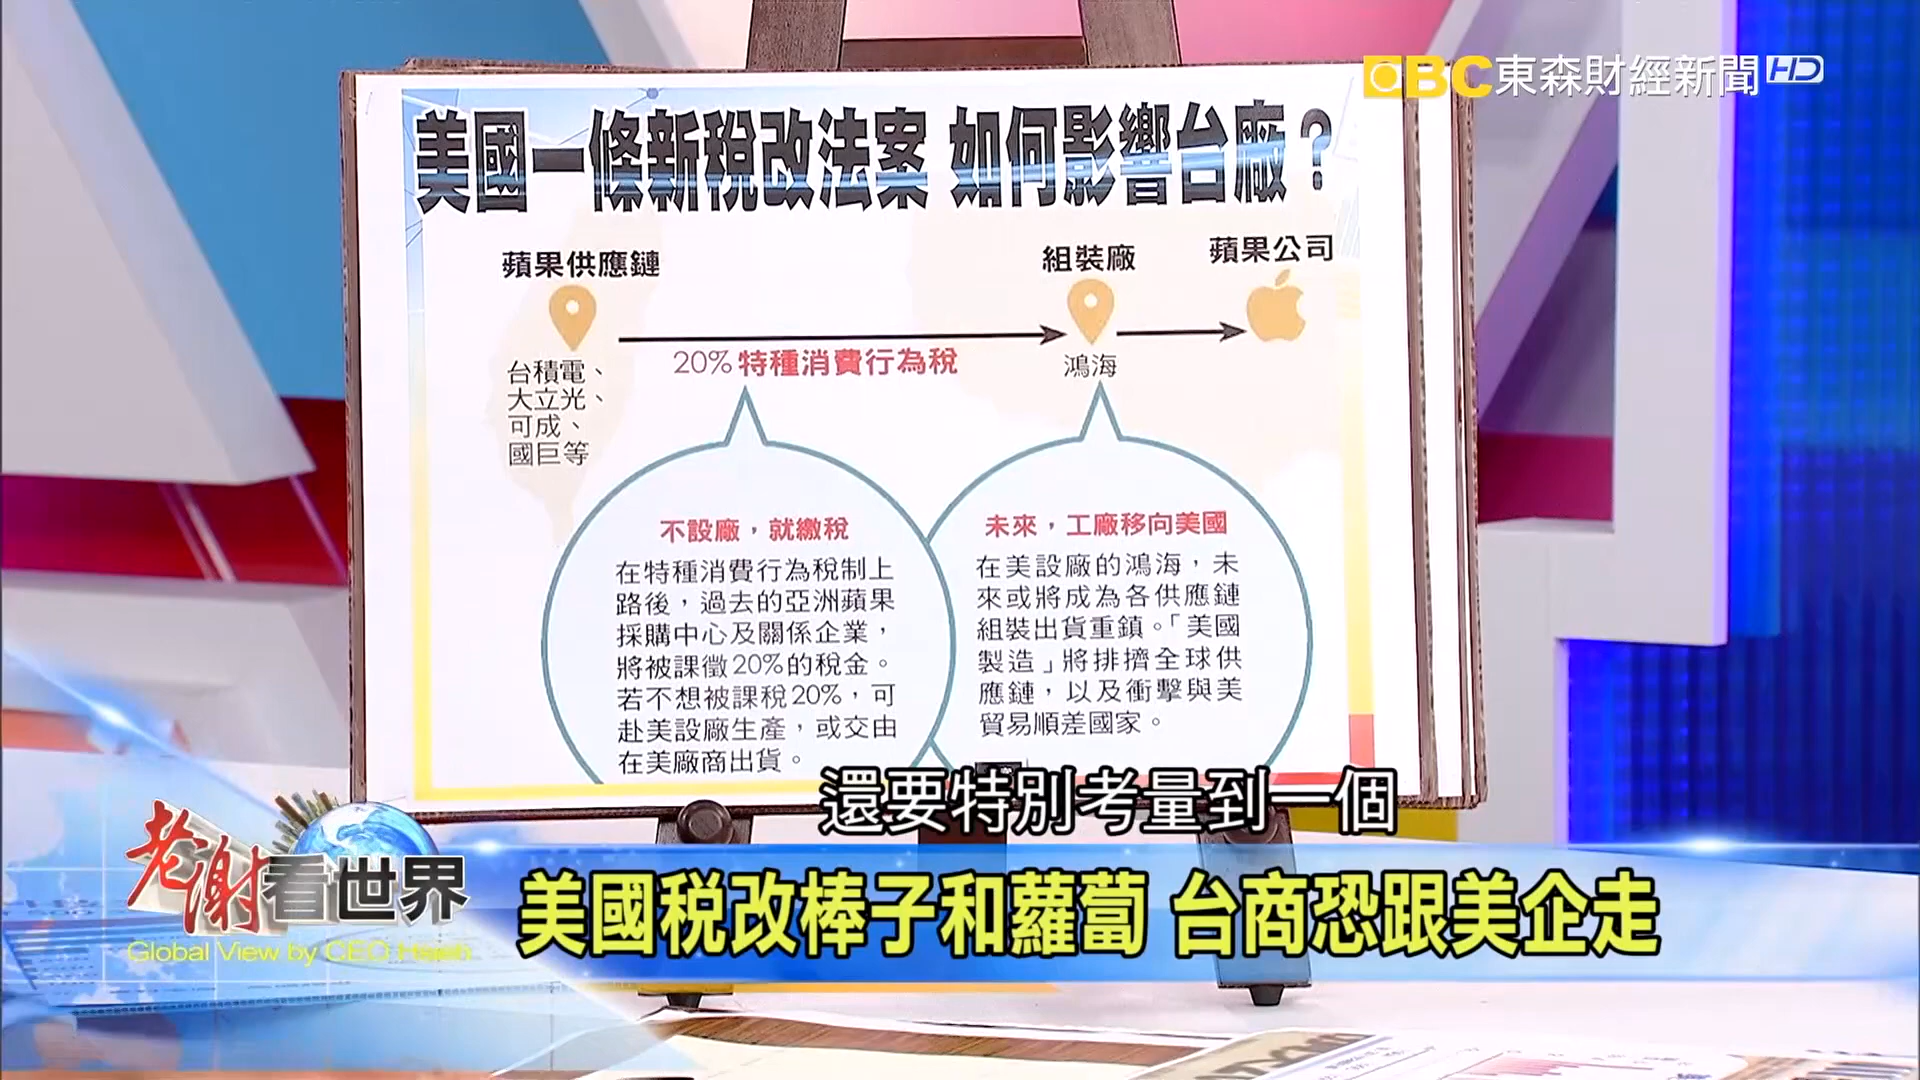 EBC 東森財經新聞 HD
美國一條新稅改法案 如何影響台廠?
蘋果供應鏈
組裝廠
蘋果公司
20%特種消費行為稅
鴻海
台積電、
大立光、
可成、
國巨等
不設廠,就繳稅
在特種消費行為稅制上
路後,過去的亞洲蘋果
採購中心及關係企業,
將被課徵20%的稅金。
若不想被課稅20%,可
赴美設廠生產,或交由
在美廠商出貨。
未來,工廠移向美國
在美設廠的鴻海,未
來或將成為各供應鏈
組裝出貨重鎮。「美國
製造」將排擠全球供
應鏈,以及衝擊與美
貿易順差國家。
還要特別考量到一個
老謝看世界
Global View by CEO Hsieh
美國稅改棒子和蘿蔔 台商恐跟美企走